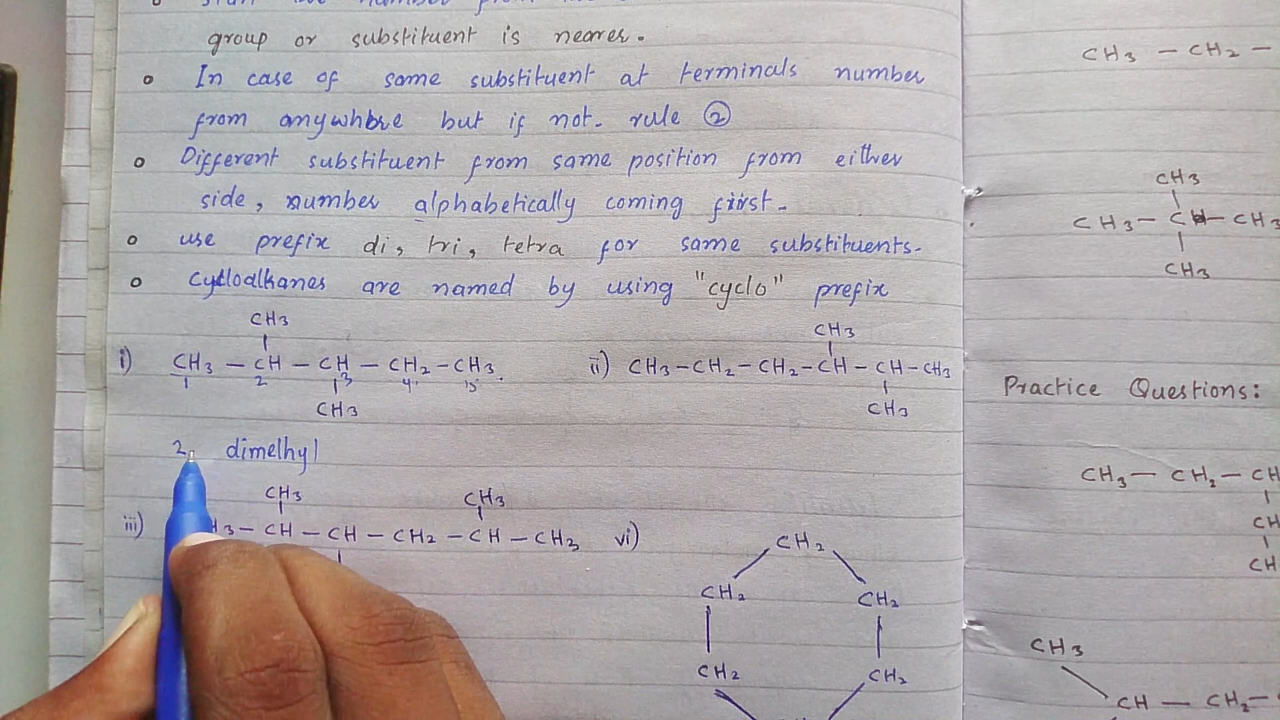 group or substituent is nearer.
o In case of same substituent at terminals number
from anywhere but if not. rule ②
o Different substituent from same position from either
side, number alphabetically coming first.
o use prefix di, tri, tetra for same substituents.
o Cycloalkanes are named by using "cyclo" prefix
CH3
i) CH3 – CH – CH – CH2 – CH3.
1 2 3 4 5
CH3
2, dimethyl
CH3
ii) CH3–CH2–CH2–CH – CH–CH3
CH3
CH3 CH3
iii) H3 – CH – CH – CH2 – CH – CH3
vi)
CH2
CH2 CH2
CH2 CH2
CH3 – CH2 –
CH3
CH3 – CH – CH3
CH3
Practice Questions:
CH3 – CH2 – CH
CH
CH
CH3
CH – CH2 –